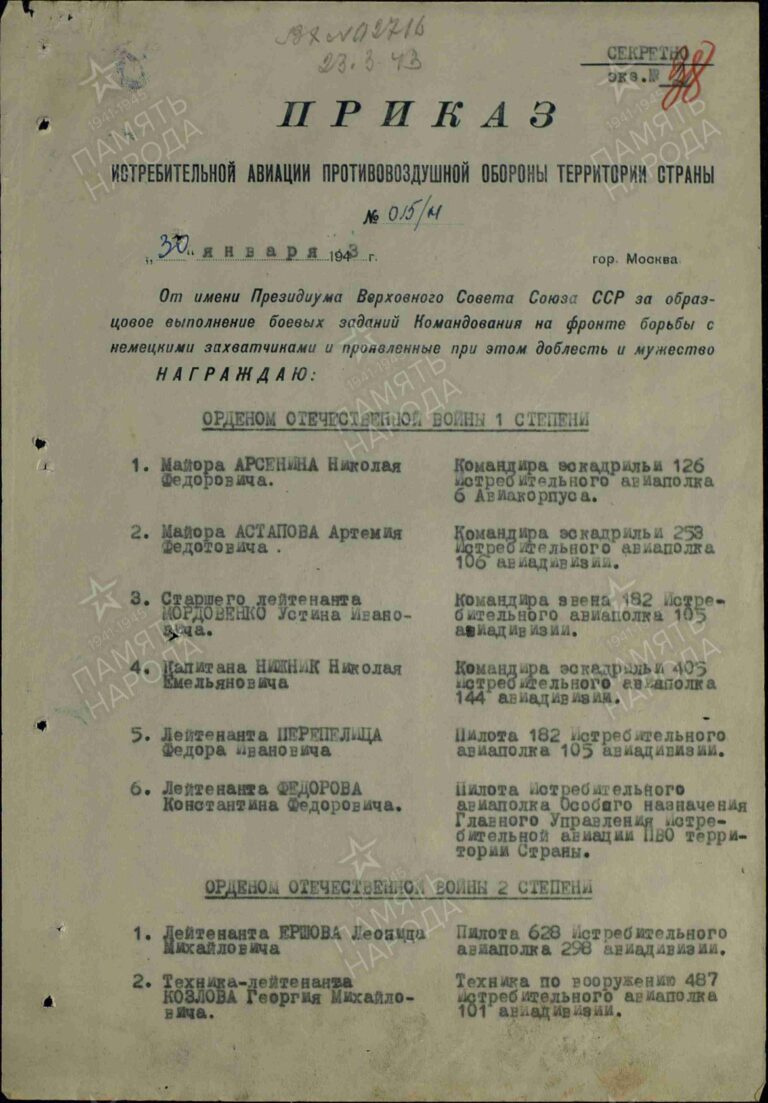 ВХ №02716
23.3.43
СЕКРЕТНО
экз.№
38
ПРИКАЗ
ИСТРЕБИТЕЛЬНОЙ АВИАЦИИ ПРОТИВОВОЗДУШНОЙ ОБОРОНЫ ТЕРРИТОРИИ СТРАНЫ
№ 015/н
„30“ января 1943 г. гор. Москва
От имени Президиума Верховного Совета Союза ССР за образ-
цовое выполнение боевых заданий Командования на фронте борьбы с
немецкими захватчиками и проявленные при этом доблесть и мужество
НАГРАЖДАЮ:
ОРДЕНОМ ОТЕЧЕСТВЕННОЙ ВОЙНЫ 1 СТЕПЕНИ
1. Майора АРСЕНИНА Николая
Федоровича.
Командира эскадрильи 126
истребительного авиаполка
6 Авиакорпуса.
2. Майора АСТАПОВА Артемия
Федотовича.
Командира эскадрильи 253
Истребительного авиаполка
106 авиадивизии.
3. Старшего лейтенанта
МОРДОВЕНКО Устина Ивано-
вича.
Командира звена 182 Истре-
бительного авиаполка 105
авиадивизии.
4. Капитана НИЖНИК Николая
Емельяновича
Командира эскадрильи 405
истребительного авиаполка
144 авиадивизии.
5. Лейтенанта ПЕРЕПЕЛИЦА
Федора Ивановича
Пилота 182 Истребительного
авиаполка 105 авиадивизии.
6. Лейтенанта ФЕДОРОВА
Константина Федоровича.
Пилота Истребительного
авиаполка Особого назначения
Главного Управления Истре-
бительной авиации ПВО терри-
тории Страны.
ОРДЕНОМ ОТЕЧЕСТВЕННОЙ ВОЙНЫ 2 СТЕПЕНИ
1. Лейтенанта ЕРШОВА Леонида
Михайловича
Пилота 628 Истребительного
авиаполка 298 авиадивизии.
2. Техника-лейтенанта
КОЗЛОВА Георгия Михайло-
вича.
Техника по вооружению 487
Истребительного авиаполка
101 авиадивизии.
1941-1945
ПАМЯТЬ
НАРОДА